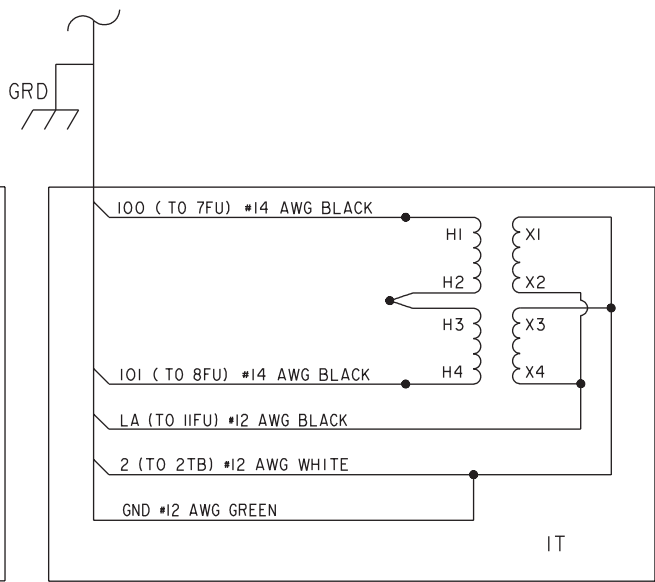 GRD
100 ( TO 7FU) #14 AWG BLACK
H1 X1
H2 X2
H3 X3
H4 X4
101 ( TO 8FU) #14 AWG BLACK
LA (TO 11FU) #12 AWG BLACK
2 (TO 2TB) #12 AWG WHITE
GND #12 AWG GREEN
1T